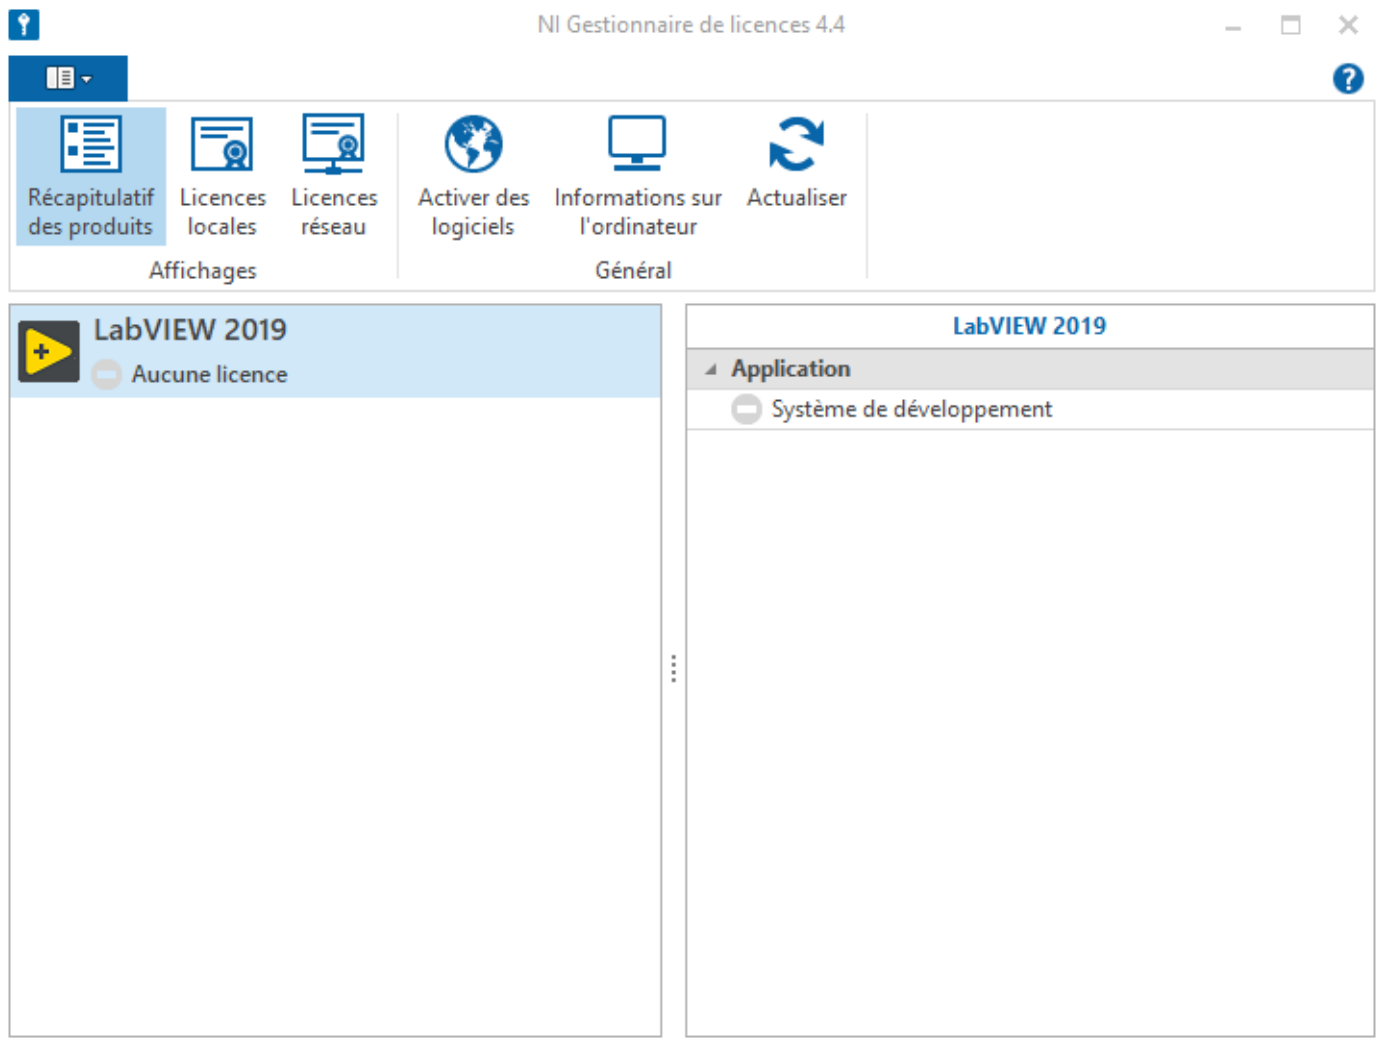 NI Gestionnaire de licences 4.4
Récapitulatif
des produits
Licences
locales
Licences
réseau
Affichages
Activer des
logiciels
Informations sur
l'ordinateur
Actualiser
Général
LabVIEW 2019
Aucune licence
LabVIEW 2019
Application
Système de développement